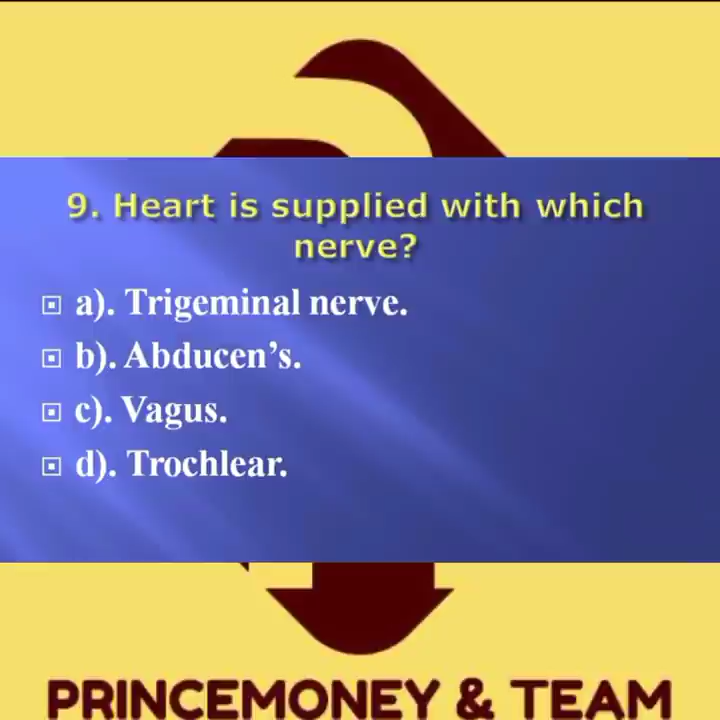 9. Heart is supplied with which
nerve?
a). Trigeminal nerve.
b). Abducen’s.
c). Vagus.
d). Trochlear.
PRINCEMONEY & TEAM